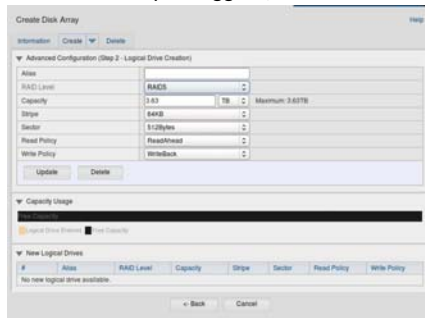 Create Disk Array Help
Information Create Delete
Advanced Configuration (Step 2 - Logical Drive Creation)
Alias
RAID Level RAID5
Capacity 3.63 TB Maximum: 3.63TB
Stripe 64KB
Sector 512Bytes
Read Policy ReadAhead
Write Policy WriteBack
Update Delete
Capacity Usage
Free Capacity
Logical Drive Entered Free Capacity
New Logical Drives
# Alias RAID Level Capacity Stripe Sector Read Policy Write Policy
No new logical drive available.
< Back Cancel